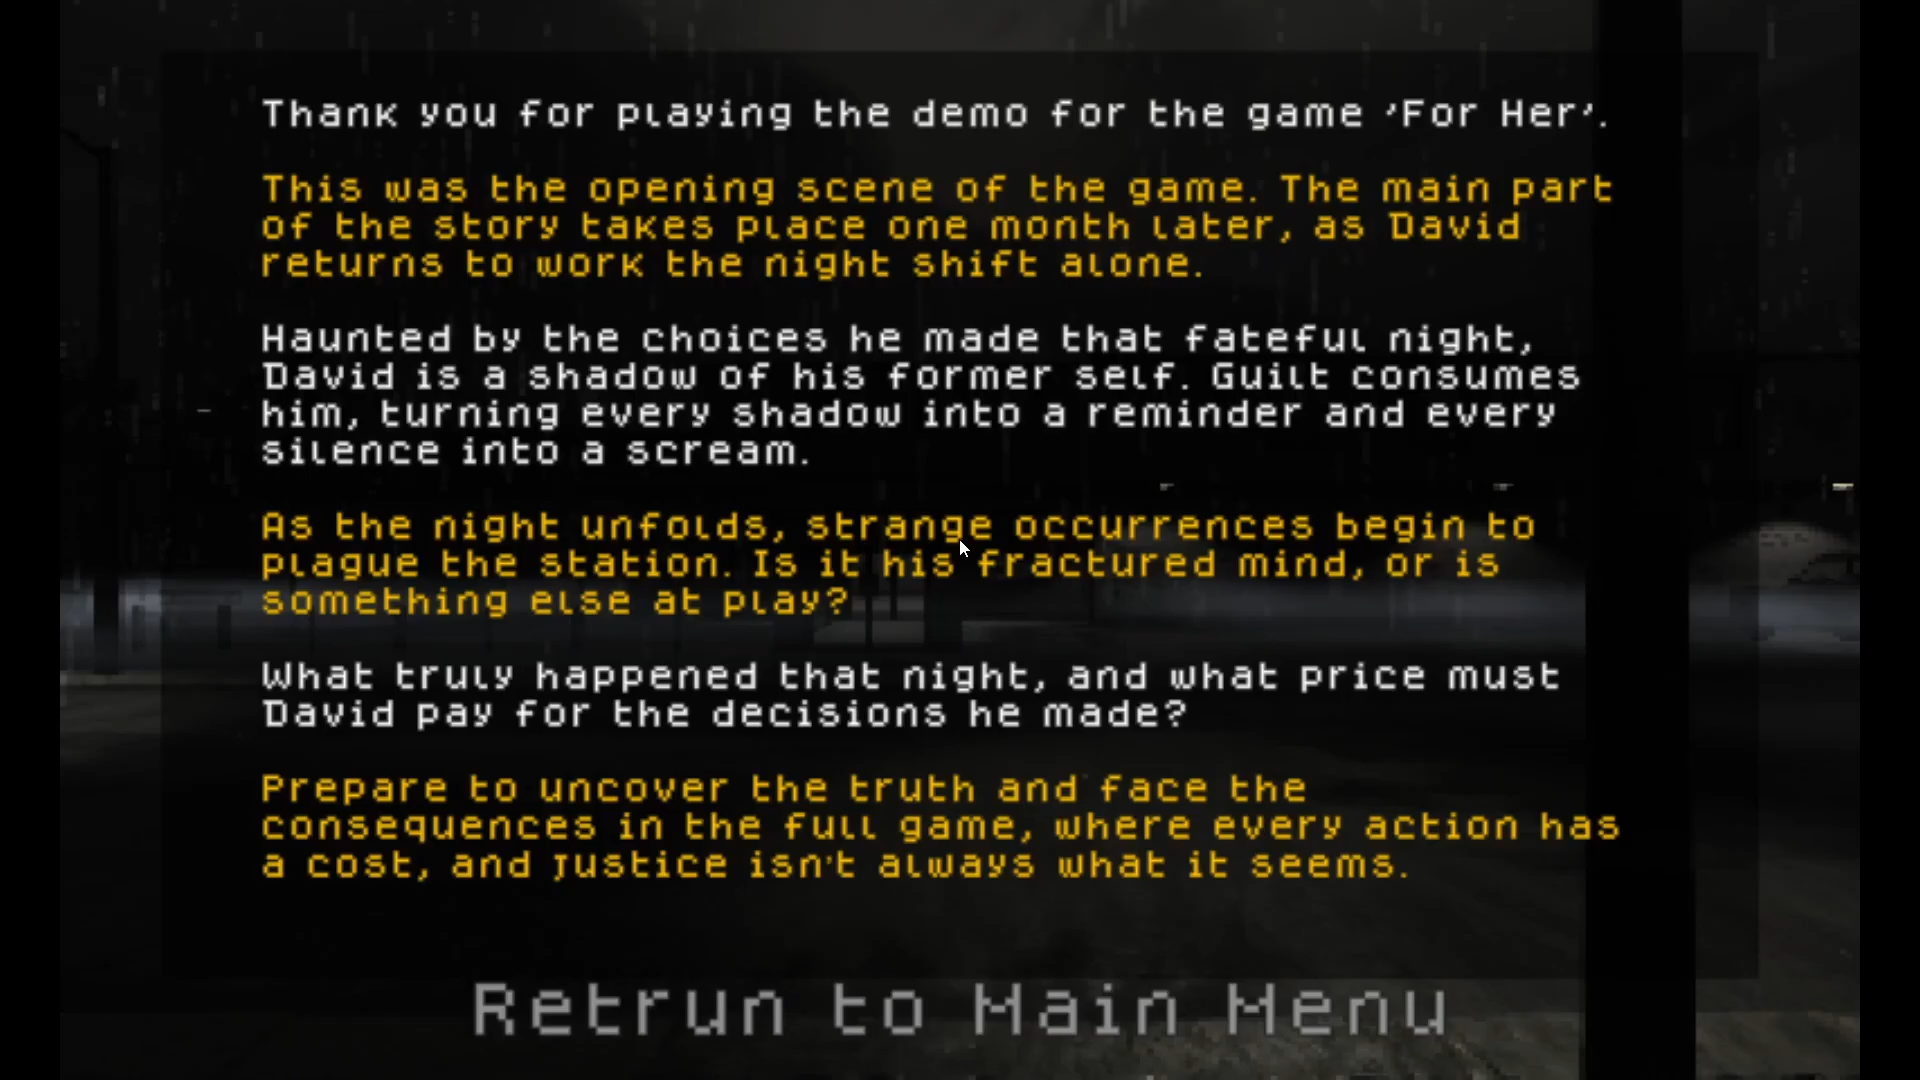 Thank you for playing the demo for the game 'For Her'.
This was the opening scene of the game. The main part
of the story takes place one month later, as David
returns to work the night shift alone.
Haunted by the choices he made that fateful night,
David is a shadow of his former self. Guilt consumes
him, turning every shadow into a reminder and every
silence into a scream.
As the night unfolds, strange occurrences begin to
plague the station. Is it his fractured mind, or is
something else at play?
What truly happened that night, and what price must
David pay for the decisions he made?
Prepare to uncover the truth and face the
consequences in the full game, where every action has
a cost, and justice isn't always what it seems.
Retrun to Main Menu